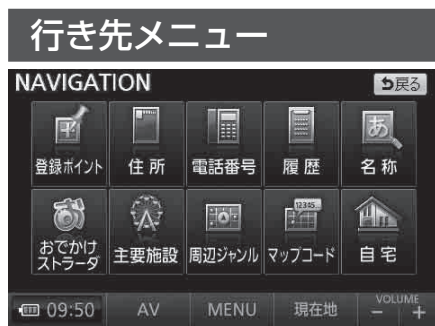 行き先メニュー
NAVIGATION
戻る
あ
12345...
登録ポイント 住所 電話番号 履歴 名称
おでかけ
ストラーダ
主要施設 周辺ジャンル マップコード 自宅
09:50 AV MENU 現在地 VOLUME
- +